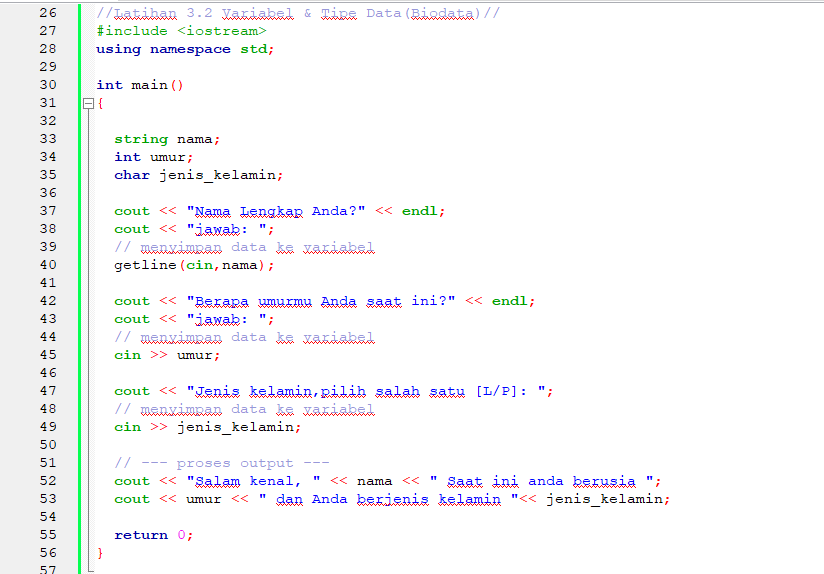 26 //Latihan 3.2 Variabel & Tipe Data(Biodata)//
27 #include <iostream>
28 using namespace std;
29
30 int main()
31 {
32
33 string nama;
34 int umur;
35 char jenis_kelamin;
36
37 cout << "Nama Lengkap Anda?" << endl;
38 cout << "jawab: ";
39 // menyimpan data ke variabel
40 getline(cin,nama);
41
42 cout << "Berapa umurmu Anda saat ini?" << endl;
43 cout << "jawab: ";
44 // menyimpan data ke variabel
45 cin >> umur;
46
47 cout << "Jenis kelamin,pilih salah satu [L/P]: ";
48 // menyimpan data ke variabel
49 cin >> jenis_kelamin;
50
51 // --- proses output ---
52 cout << "Salam kenal, " << nama << " Saat ini anda berusia ";
53 cout << umur << " dan Anda berjenis kelamin "<< jenis_kelamin;
54
55 return 0;
56 }
57